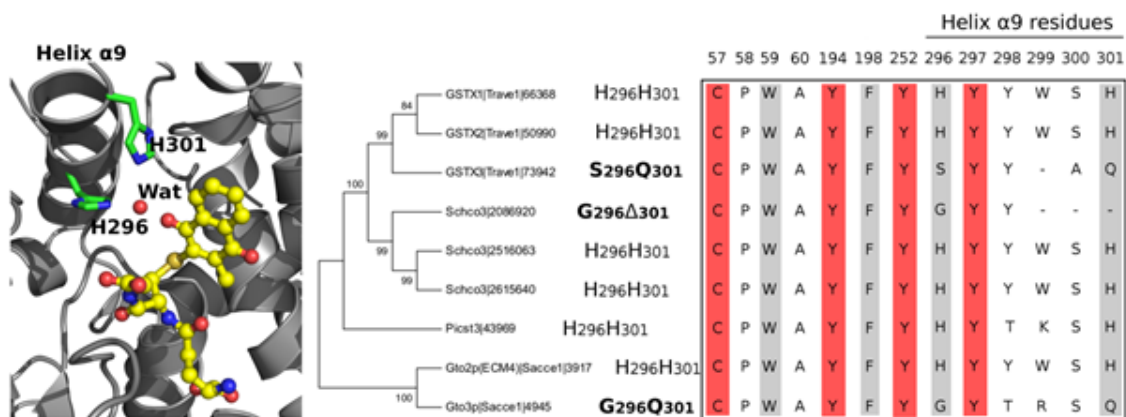 Helix α9 residues
57 58 59 60 194 198 252 296 297 298 299 300 301
Helix α9
H301
Wat
H296
84
99
100
99
99
100
GSTX1|Trave1|66368 H296H301 C P W A Y F Y H Y Y W S H
GSTX2|Trave1|50990 H296H301 C P W A Y F Y H Y Y W S H
GSTX3|Trave1|73942 S296Q301 C P W A Y F Y S Y Y - A Q
Schco3|2086920 G296Δ301 C P W A Y F Y G Y Y - - -
Schco3|2516063 H296H301 C P W A Y F Y H Y Y W S H
Schco3|2615640 H296H301 C P W A Y F Y H Y Y W S H
Picst3|43969 H296H301 C P W A Y F Y H Y T K S H
Gto2p(ECM4)|Sacce1|3917 H296H301 C P W A Y F Y H Y Y W S H
Gto3p|Sacce1|4945 G296Q301 C P W A Y F Y G Y T R S Q